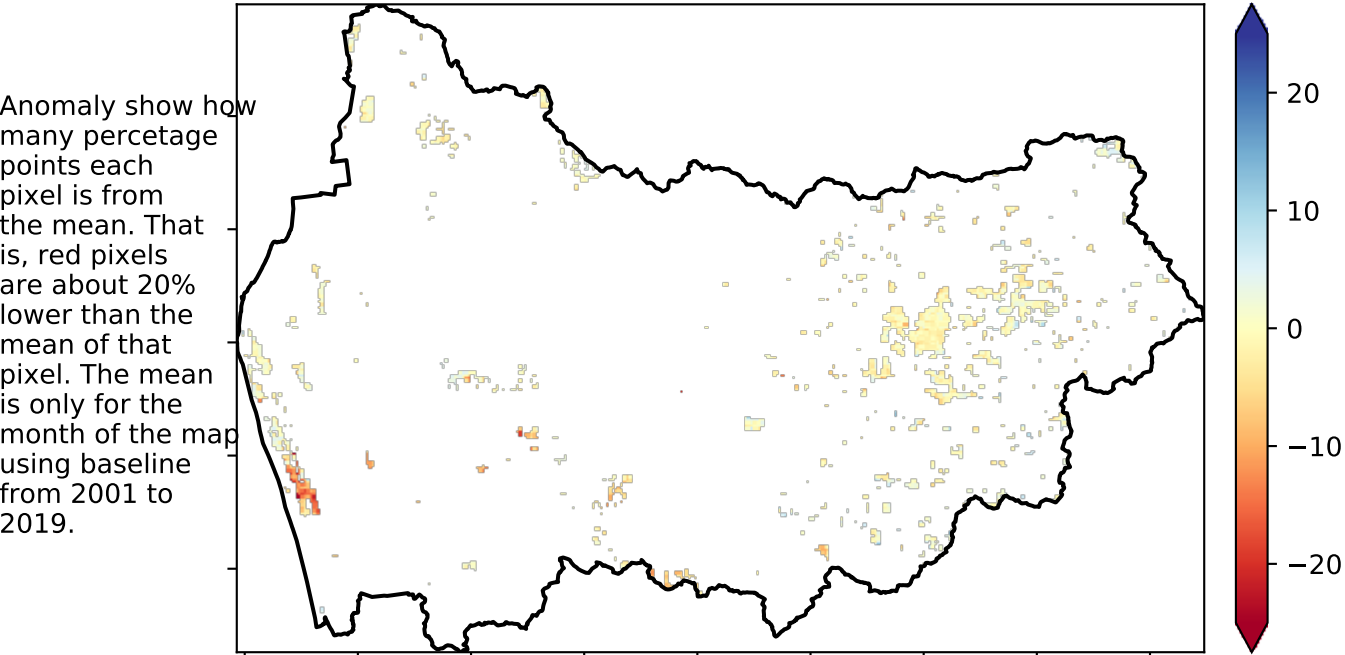 Anomaly show how
many percetage
points each
pixel is from
the mean. That
is, red pixels
are about 20%
lower than the
mean of that
pixel. The mean
is only for the
month of the map
using baseline
from 2001 to
2019.
20
10
0
−10
−20